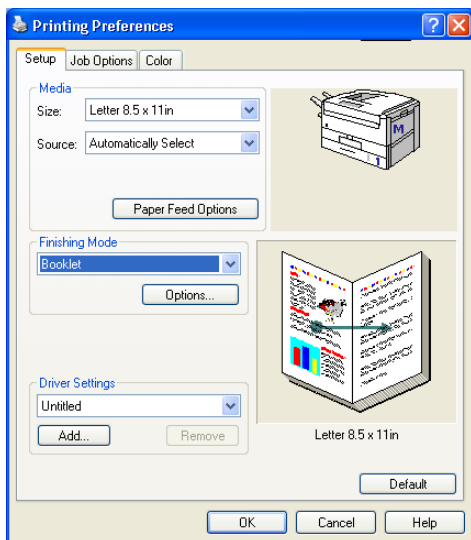 Printing Preferences
Setup Job Options Color
Media
Size: Letter 8.5 x 11in
Source: Automatically Select
Paper Feed Options
M
1
Finishing Mode
Booklet
Options...
Driver Settings
Untitled
Add... Remove
Letter 8.5 x 11in
Default
OK Cancel Help